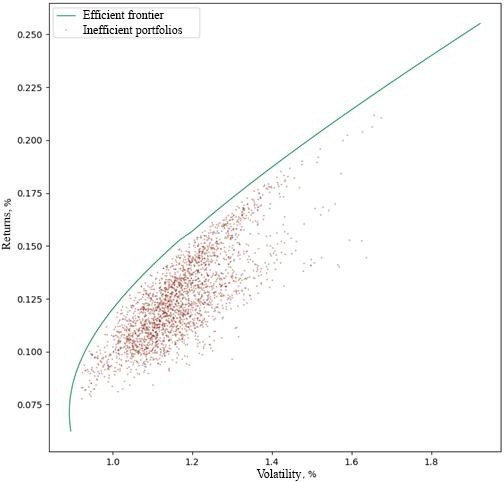 Efficient frontier
Inefficient portfolios
0.250
0.225
0.200
0.175
0.150
0.125
0.100
0.075
Returns, %
1.0 1.2 1.4 1.6 1.8
Volatility, %